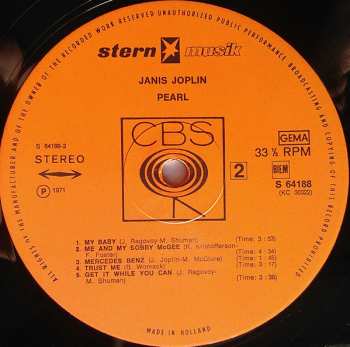 ALL RIGHTS OF THE MANUFACTURER AND OF THE OWNER OF THE RECORDED WORK RESERVED UNAUTHORIZED PUBLIC PERFORMANCE BROADCASTING AND COPYING OF THIS RECORD PROHIBITED
stern musik
JANIS JOPLIN
PEARL
CBS
S 64188-2
STEREO
P 1971
2
GEMA
33 ⅓ RPM
BIEM
S 64188
(KC 30322)
1. MY BABY (J. Ragovoy-M. Shuman) (Time: 3 : 53)
2. ME AND MY BOBBY McGEE (K. Kristofferson-F. Foster) (Time: 4 : 34)
3. MERCEDES BENZ (J. Joplin-M. McClure) (Time: 1 : 45)
4. TRUST ME (B. Womack) (Time: 3 : 17)
5. GET IT WHILE YOU CAN (J. Ragavoy-
M. Shuman) (Time: 3 : 38)
MADE IN HOLLAND